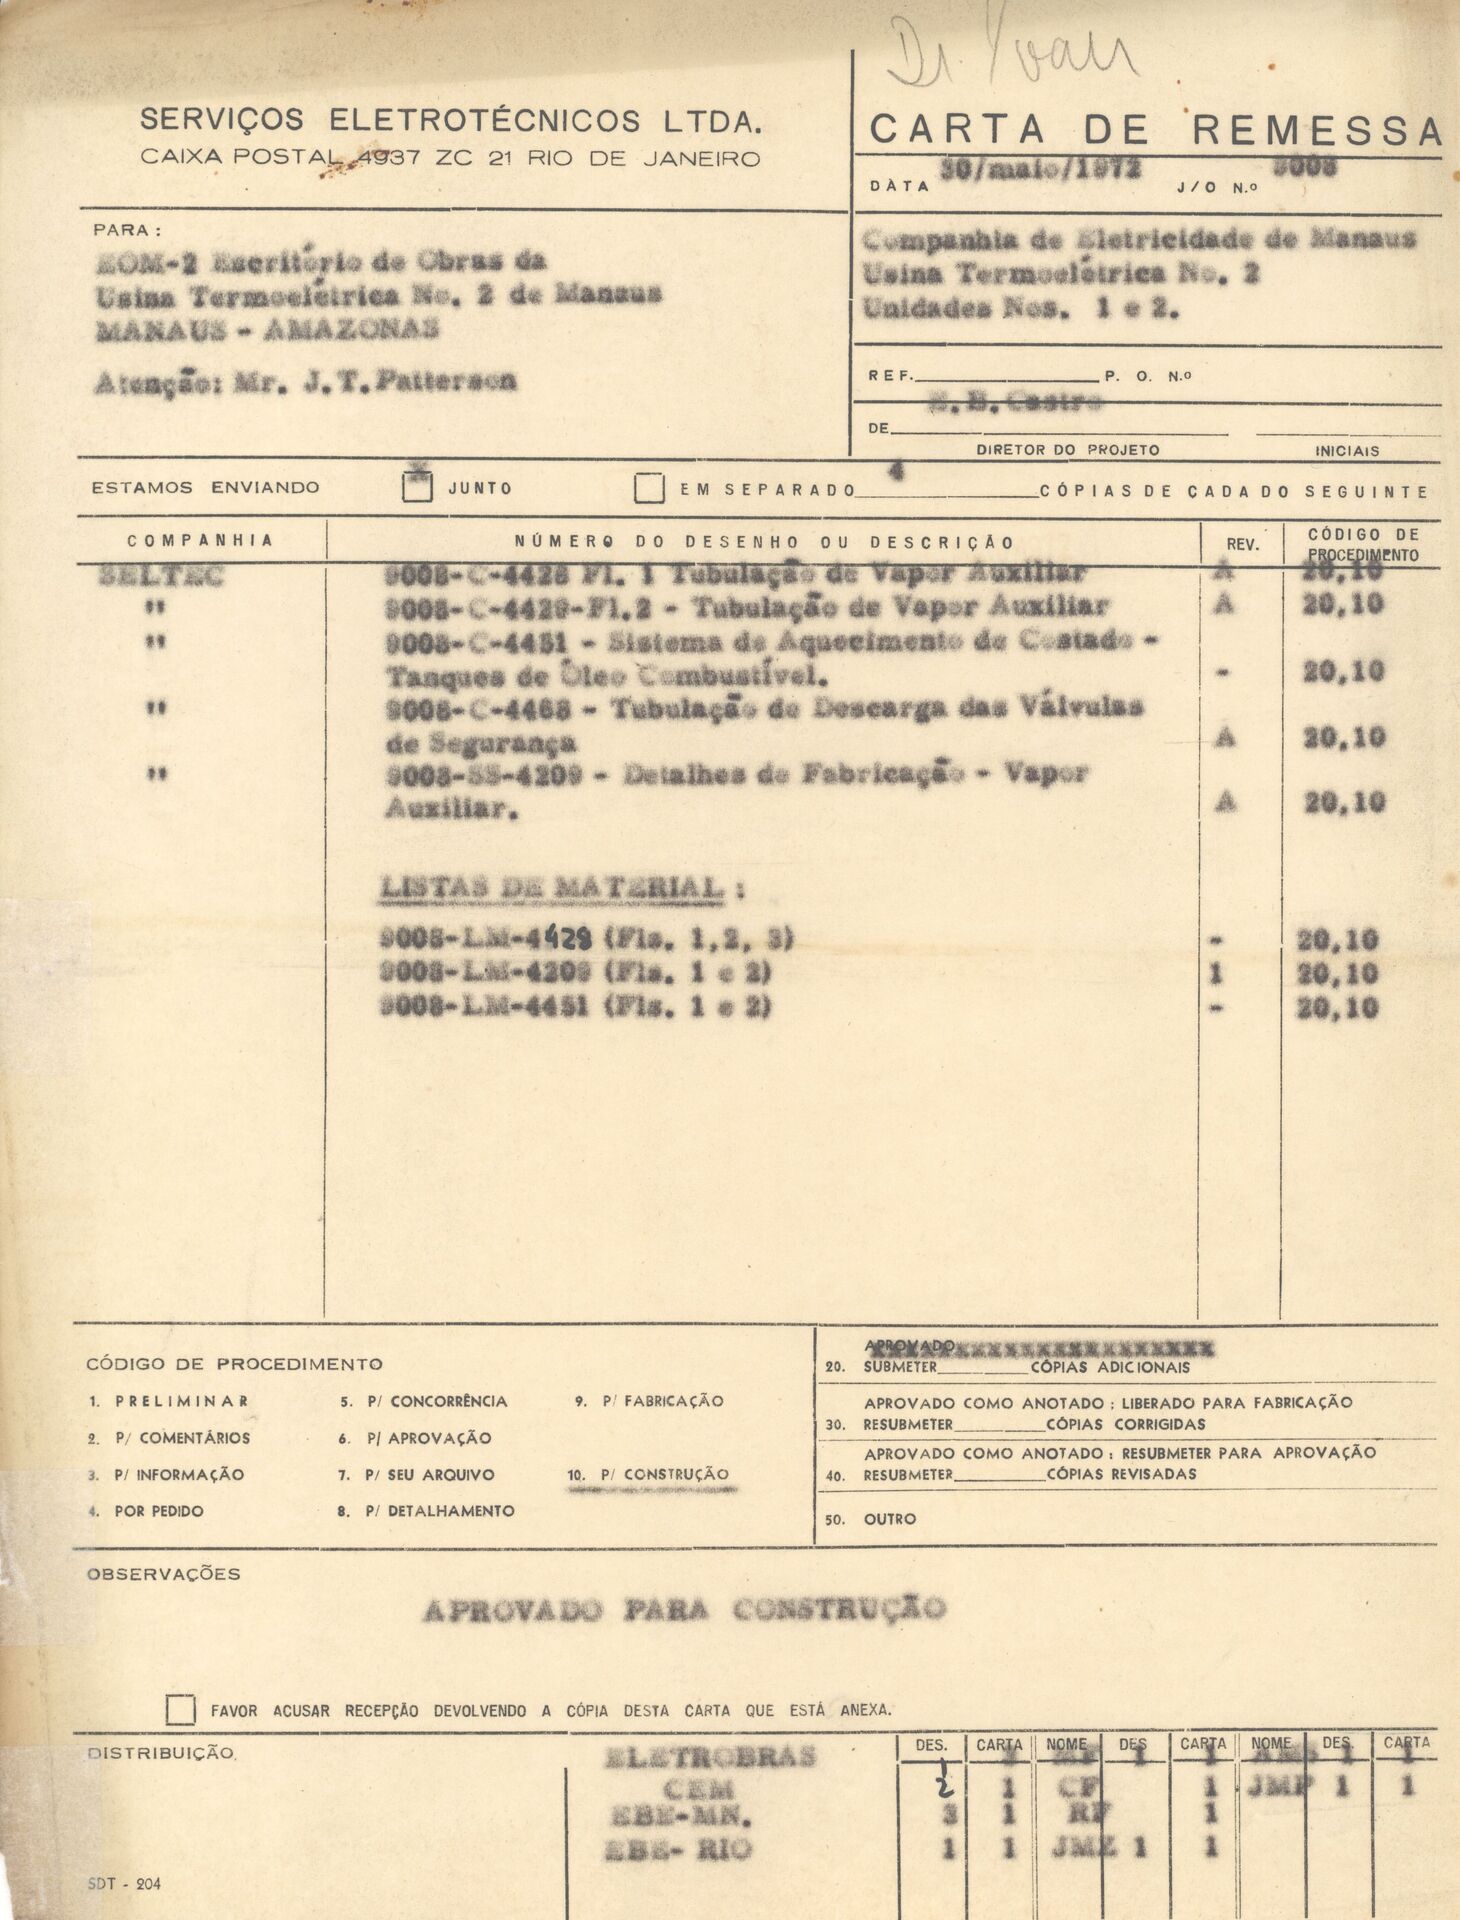 Dr. Yvan
SERVIÇOS ELETROTÉCNICOS LTDA.
CAIXA POSTAL 4937 ZC 21 RIO DE JANEIRO
CARTA DE REMESSA
DATA 30/maio/1972 J/O N.º 9008
PARA:
EOM-2 Escritório de Obras da
Usina Termoelétrica No. 2 de Manaus
MANAUS - AMAZONAS
Atenção: Mr. J.T.Patterson
Companhia de Eletricidade de Manaus
Usina Termoelétrica No. 2
Unidades Nos. 1 e 2.
REF. P. O. N.º
E.B.Castro
DE
DIRETOR DO PROJETO INICIAIS
ESTAMOS ENVIANDO X JUNTO EM SEPARADO 4 CÓPIAS DE CADA DO SEGUINTE
COMPANHIA NÚMERO DO DESENHO OU DESCRIÇÃO REV. CÓDIGO DE PROCEDIMENTO
SELTEC 9008-C-4428 Fl. 1 Tubulação de Vapor Auxiliar A 20,10
" 9008-C-4429-Fl.2 - Tubulação de Vapor Auxiliar A 20,10
" 9008-C-4451 - Sistema de Aquecimento de Costado -
Tanques de Óleo Combustível. - 20,10
" 9008-C-4468 - Tubulação de Descarga das Válvulas
de Segurança A 20,10
" 9008-SS-4209 - Detalhes de Fabricação - Vapor
Auxiliar. A 20,10
LISTAS DE MATERIAL :
9008-LM-4429 (Fls. 1,2, 3) - 20,10
9008-LM-4209 (Fls. 1 e 2) 1 20,10
9008-LM-4451 (Fls. 1 e 2) - 20,10
CÓDIGO DE PROCEDIMENTO
1. PRELIMINAR 5. P/ CONCORRÊNCIA 9. P/ FABRICAÇÃO
2. P/ COMENTÁRIOS 6. P/ APROVAÇÃO
3. P/ INFORMAÇÃO 7. P/ SEU ARQUIVO 10. P/ CONSTRUÇÃO
4. POR PEDIDO 8. P/ DETALHAMENTO
APROVADO
20. SUBMETER CÓPIAS ADICIONAIS
APROVADO COMO ANOTADO : LIBERADO PARA FABRICAÇÃO
30. RESUBMETER CÓPIAS CORRIGIDAS
APROVADO COMO ANOTADO : RESUBMETER PARA APROVAÇÃO
40. RESUBMETER CÓPIAS REVISADAS
50. OUTRO
OBSERVAÇÕES
APROVADO PARA CONSTRUÇÃO
FAVOR ACUSAR RECEPÇÃO DEVOLVENDO A CÓPIA DESTA CARTA QUE ESTÁ ANEXA.
DISTRIBUIÇÃO DES. CARTA NOME DES CARTA NOME DES. CARTA
ELETROBRAS 1 1 1 1 1
CEM 2 1 CF 1 JMP 1 1
EBE-MN. 3 1 RF 1
EBE- RIO 1 1 JMZ 1 1
SDT - 204